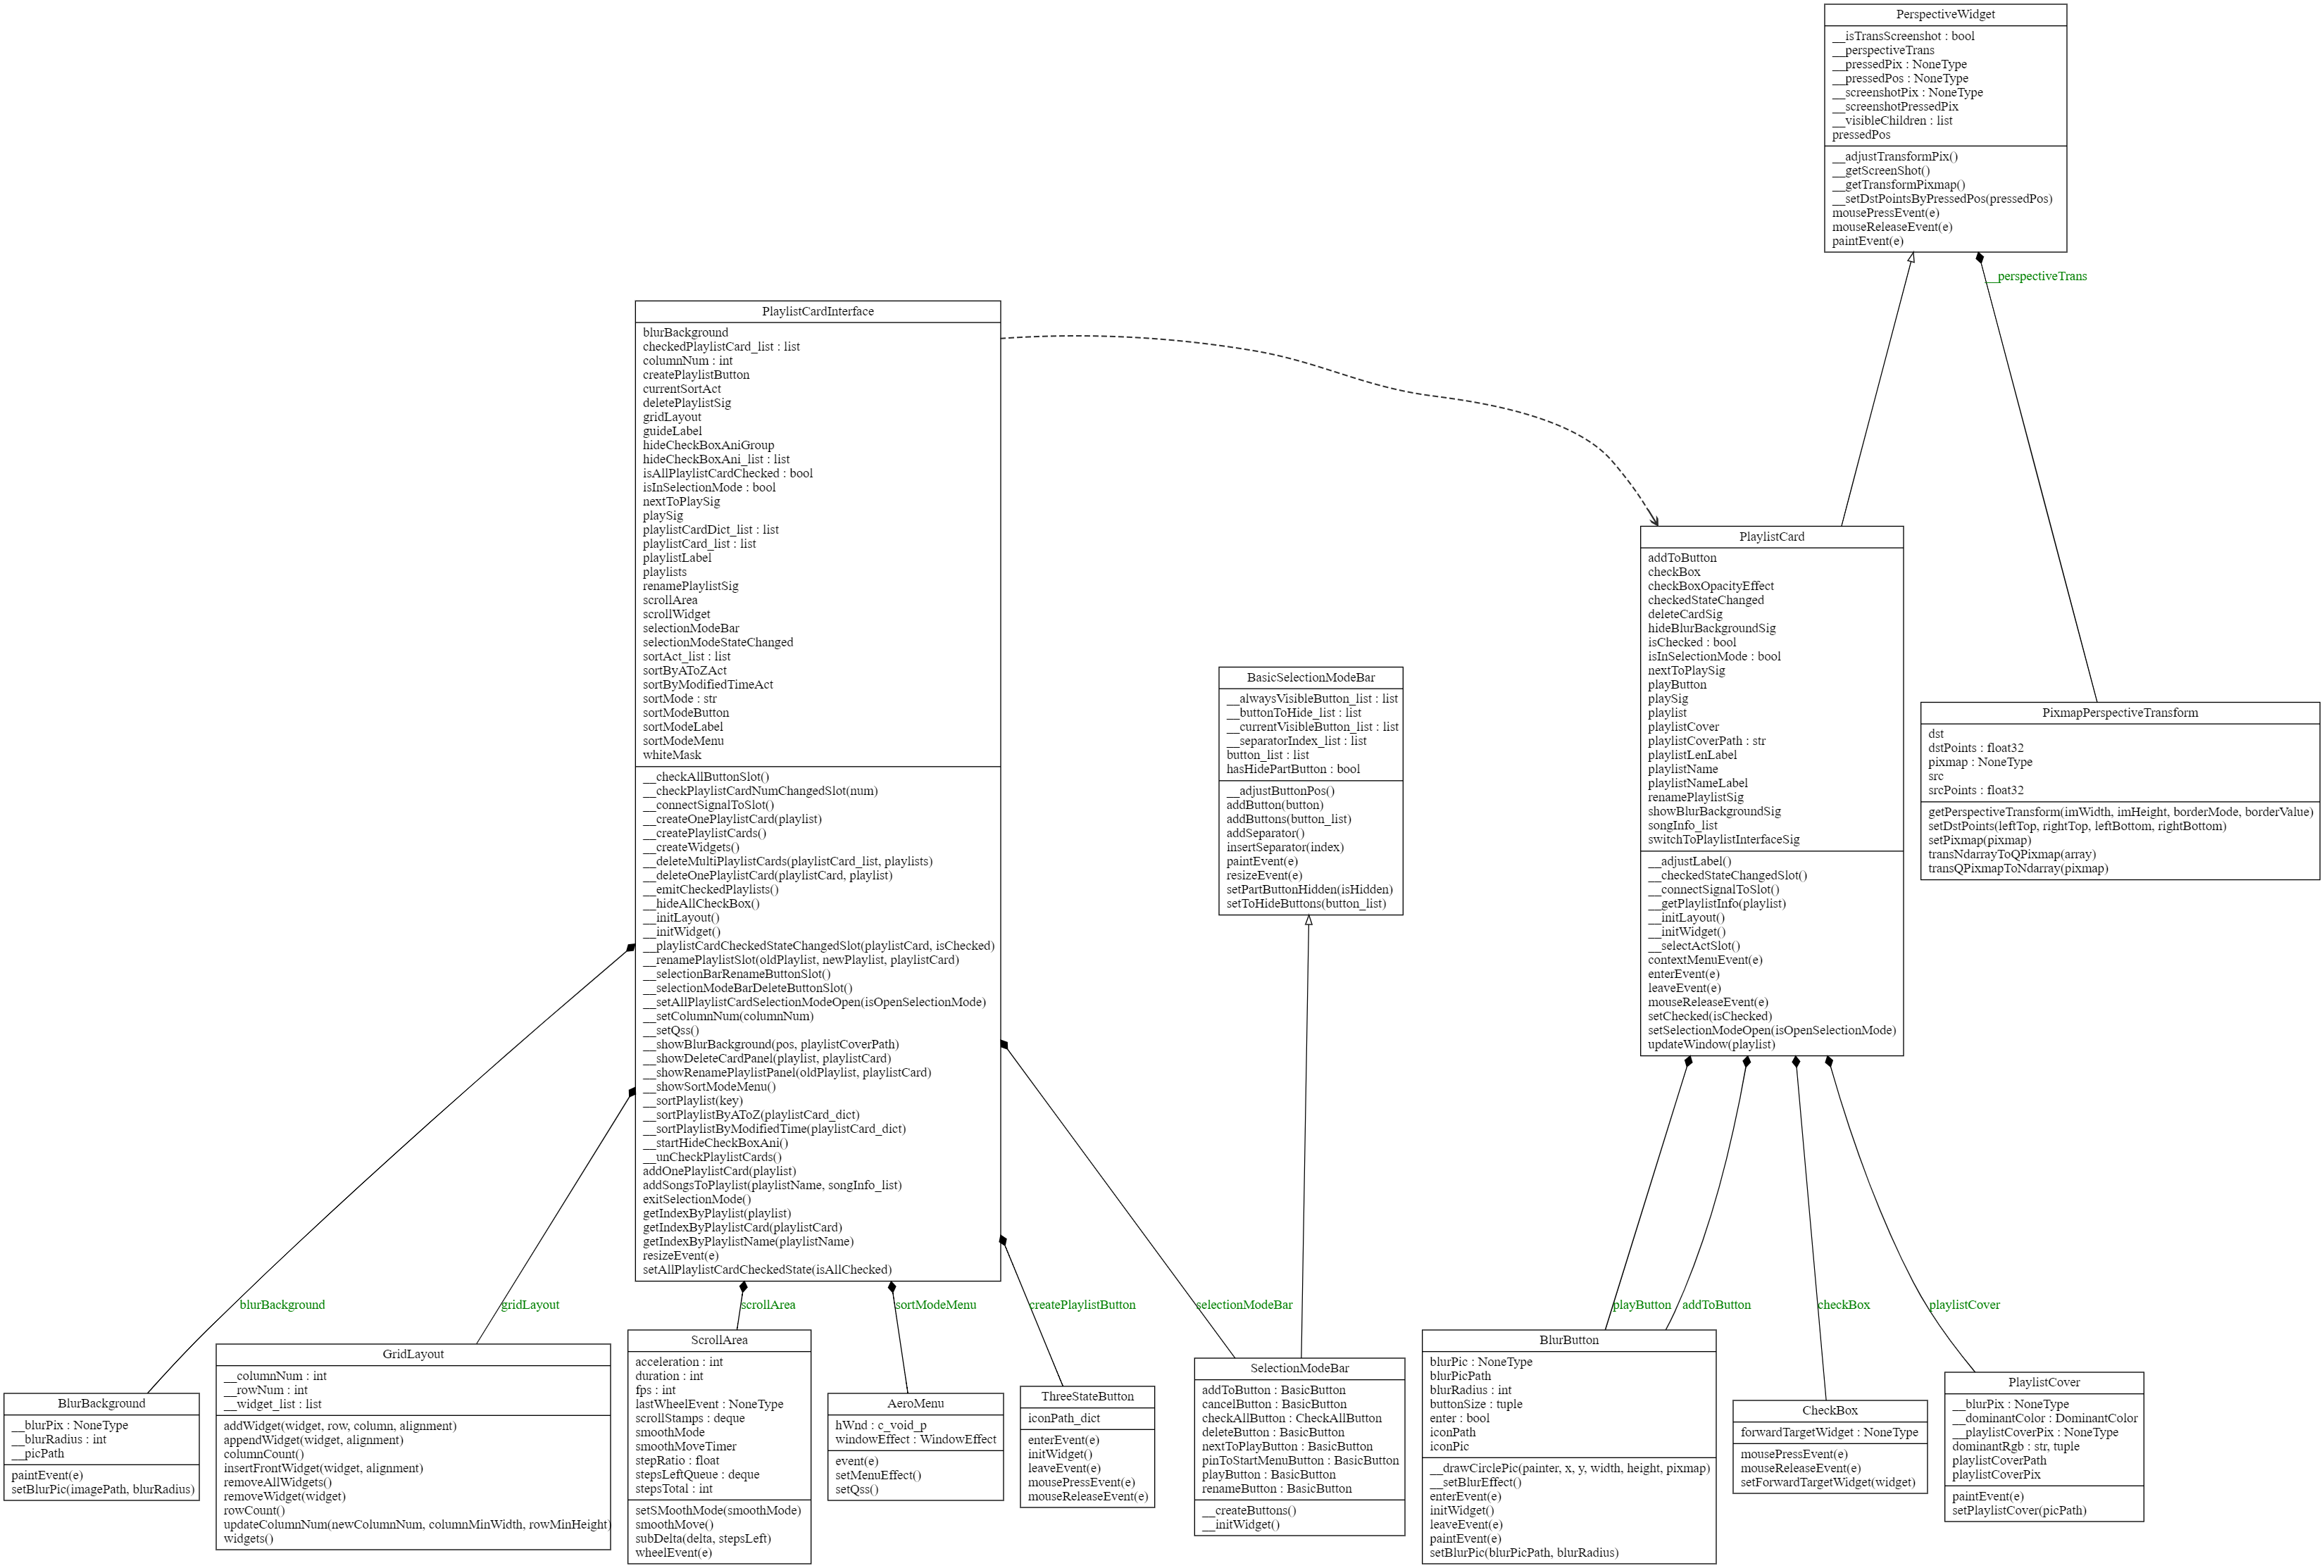 PerspectiveWidget
__isTransScreenshot : bool
__perspectiveTrans
__pressedPix : NoneType
__pressedPos : NoneType
__screenshotPix : NoneType
__screenshotPressedPix
__visibleChildren : list
pressedPos
__adjustTransformPix()
__getScreenShot()
__getTransformPixmap()
__setDstPointsByPressedPos(pressedPos)
mousePressEvent(e)
mouseReleaseEvent(e)
paintEvent(e)
__perspectiveTrans
PlaylistCardInterface
blurBackground
checkedPlaylistCard_list : list
columnNum : int
createPlaylistButton
currentSortAct
deletePlaylistSig
gridLayout
guideLabel
hideCheckBoxAniGroup
hideCheckBoxAni_list : list
isAllPlaylistCardChecked : bool
isInSelectionMode : bool
nextToPlaySig
playSig
playlistCardDict_list : list
playlistCard_list : list
playlistLabel
playlists
renamePlaylistSig
scrollArea
scrollWidget
selectionModeBar
selectionModeStateChanged
sortAct_list : list
sortByAToZAct
sortByModifiedTimeAct
sortMode : str
sortModeButton
sortModeLabel
sortModeMenu
whiteMask
__checkAllButtonSlot()
__checkPlaylistCardNumChangedSlot(num)
__connectSignalToSlot()
__createOnePlaylistCard(playlist)
__createPlaylistCards()
__createWidgets()
__deleteMultiPlaylistCards(playlistCard_list, playlists)
__deleteOnePlaylistCard(playlistCard, playlist)
__emitCheckedPlaylists()
__hideAllCheckBox()
__initLayout()
__initWidget()
__playlistCardCheckedStateChangedSlot(playlistCard, isChecked)
__renamePlaylistSlot(oldPlaylist, newPlaylist, playlistCard)
__selectionBarRenameButtonSlot()
__selectionModeBarDeleteButtonSlot()
__setAllPlaylistCardSelectionModeOpen(isOpenSelectionMode)
__setColumnNum(columnNum)
__setQss()
__showBlurBackground(pos, playlistCoverPath)
__showDeleteCardPanel(playlist, playlistCard)
__showRenamePlaylistPanel(oldPlaylist, playlistCard)
__showSortModeMenu()
__sortPlaylist(key)
__sortPlaylistByAToZ(playlistCard_dict)
__sortPlaylistByModifiedTime(playlistCard_dict)
__startHideCheckBoxAni()
__unCheckPlaylistCards()
addOnePlaylistCard(playlist)
addSongsToPlaylist(playlistName, songInfo_list)
exitSelectionMode()
getIndexByPlaylist(playlist)
getIndexByPlaylistCard(playlistCard)
getIndexByPlaylistName(playlistName)
resizeEvent(e)
setAllPlaylistCardCheckedState(isAllChecked)
BasicSelectionModeBar
__alwaysVisibleButton_list : list
__buttonToHide_list : list
__currentVisibleButton_list : list
__separatorIndex_list : list
button_list : list
hasHidePartButton : bool
__adjustButtonPos()
addButton(button)
addButtons(button_list)
addSeparator()
insertSeparator(index)
paintEvent(e)
resizeEvent(e)
setPartButtonHidden(isHidden)
setToHideButtons(button_list)
PlaylistCard
addToButton
checkBox
checkBoxOpacityEffect
checkedStateChanged
deleteCardSig
hideBlurBackgroundSig
isChecked : bool
isInSelectionMode : bool
nextToPlaySig
playButton
playSig
playlist
playlistCover
playlistCoverPath : str
playlistLenLabel
playlistName
playlistNameLabel
renamePlaylistSig
showBlurBackgroundSig
songInfo_list
switchToPlaylistInterfaceSig
__adjustLabel()
__checkedStateChangedSlot()
__connectSignalToSlot()
__getPlaylistInfo(playlist)
__initLayout()
__initWidget()
__selectActSlot()
contextMenuEvent(e)
enterEvent(e)
leaveEvent(e)
mouseReleaseEvent(e)
setChecked(isChecked)
setSelectionModeOpen(isOpenSelectionMode)
updateWindow(playlist)
PixmapPerspectiveTransform
dst
dstPoints : float32
pixmap : NoneType
src
srcPoints : float32
getPerspectiveTransform(imWidth, imHeight, borderMode, borderValue)
setDstPoints(leftTop, rightTop, leftBottom, rightBottom)
setPixmap(pixmap)
transNdarrayToQPixmap(array)
transQPixmapToNdarray(pixmap)
blurBackground
gridLayout
scrollArea
sortModeMenu
createPlaylistButton
selectionModeBar
playButton
addToButton
checkBox
playlistCover
BlurBackground
__blurPix : NoneType
__blurRadius : int
__picPath
paintEvent(e)
setBlurPic(imagePath, blurRadius)
GridLayout
__columnNum : int
__rowNum : int
__widget_list : list
addWidget(widget, row, column, alignment)
appendWidget(widget, alignment)
columnCount()
insertFrontWidget(widget, alignment)
removeAllWidgets()
removeWidget(widget)
rowCount()
updateColumnNum(newColumnNum, columnMinWidth, rowMinHeight)
widgets()
ScrollArea
acceleration : int
duration : int
fps : int
lastWheelEvent : NoneType
scrollStamps : deque
smoothMode
smoothMoveTimer
stepRatio : float
stepsLeftQueue : deque
stepsTotal : int
setSMoothMode(smoothMode)
smoothMove()
subDelta(delta, stepsLeft)
wheelEvent(e)
AeroMenu
hWnd : c_void_p
windowEffect : WindowEffect
event(e)
setMenuEffect()
setQss()
ThreeStateButton
iconPath_dict
enterEvent(e)
initWidget()
leaveEvent(e)
mousePressEvent(e)
mouseReleaseEvent(e)
SelectionModeBar
addToButton : BasicButton
cancelButton : BasicButton
checkAllButton : CheckAllButton
deleteButton : BasicButton
nextToPlayButton : BasicButton
pinToStartMenuButton : BasicButton
playButton : BasicButton
renameButton : BasicButton
__createButtons()
__initWidget()
BlurButton
blurPic : NoneType
blurPicPath
blurRadius : int
buttonSize : tuple
enter : bool
iconPath
iconPic
__drawCirclePic(painter, x, y, width, height, pixmap)
__setBlurEffect()
enterEvent(e)
initWidget()
leaveEvent(e)
paintEvent(e)
setBlurPic(blurPicPath, blurRadius)
CheckBox
forwardTargetWidget : NoneType
mousePressEvent(e)
mouseReleaseEvent(e)
setForwardTargetWidget(widget)
PlaylistCover
__blurPix : NoneType
__dominantColor : DominantColor
__playlistCoverPix : NoneType
dominantRgb : str, tuple
playlistCoverPath
playlistCoverPix
paintEvent(e)
setPlaylistCover(picPath)